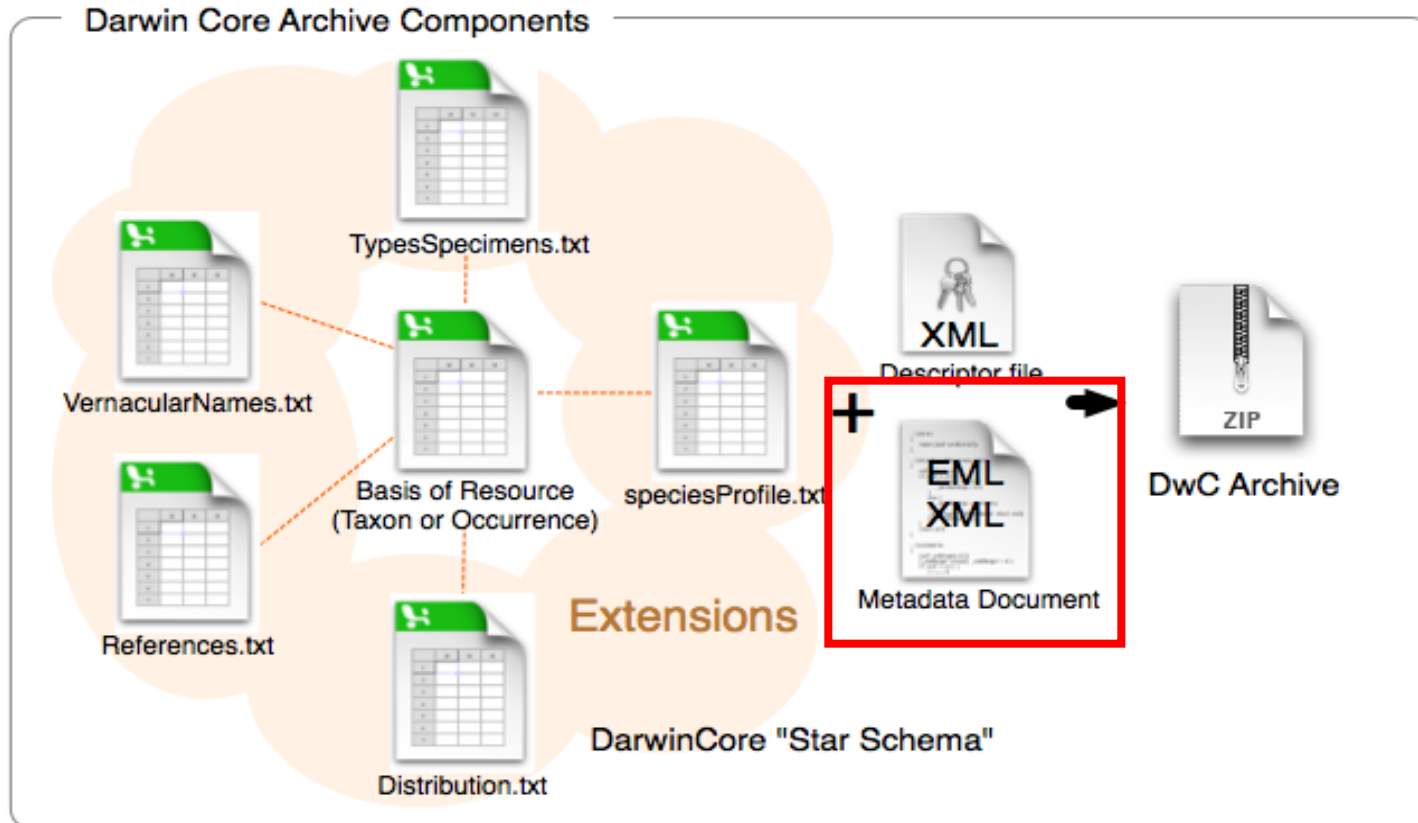 Darwin Core Archive Components
TypesSpecimens.txt
VernacularNames.txt
Basis of Resource
(Taxon or Occurrence)
speciesProfile.txt
References.txt
Distribution.txt
Extensions
DarwinCore "Star Schema"
XML
Descriptor file
+
EML
XML
Metadata Document
ZIP
DwC Archive